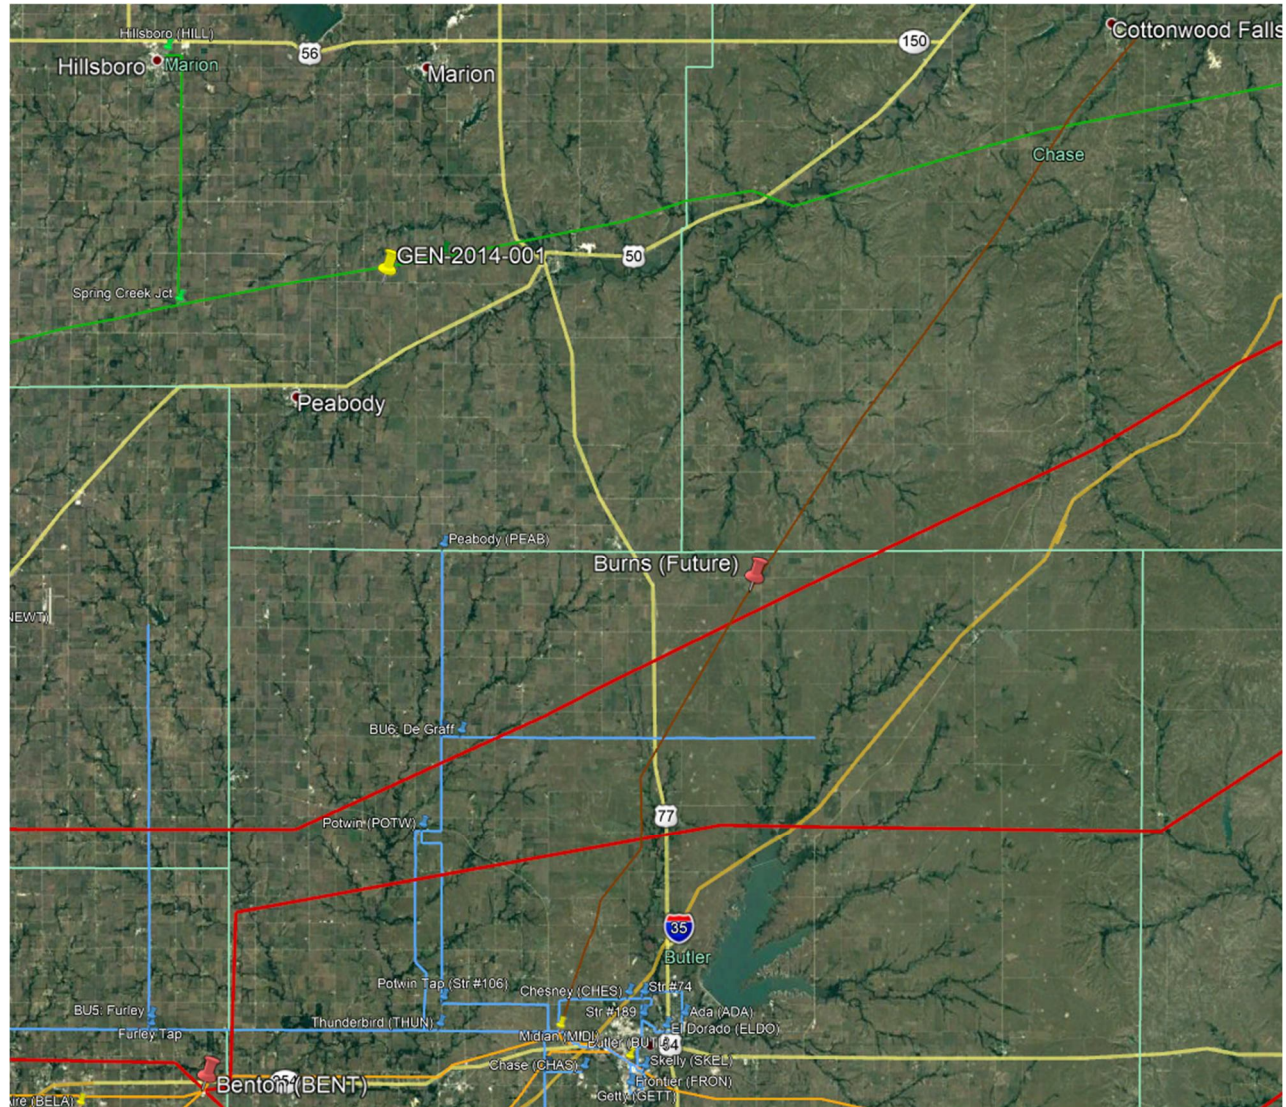 Hillsboro (HILL)
Cottonwood Falls
56
150
Hillsboro
Marion
Marion
Chase
GEN-2014-001
50
Spring Creek Jct
Peabody
Peabody (PEAB)
Burns (Future)
NEWT)
BU6: De Graff
77
Potwin (POTW)
35
Butler
Potwin Tap (Str #106)
Chesney (CHES)
Str#74
BU5: Furley
Thunderbird (THUN)
Str #189
Ada (ADA)
Furley Tap
Midian (MIDI)
El Dorado (ELDO)
Butler (BUTL)
Chase (CHAS)
Skelly (SKEL)
Benton (BENT)
Frontier (FRON)
Getty (GETT)
(BELA)